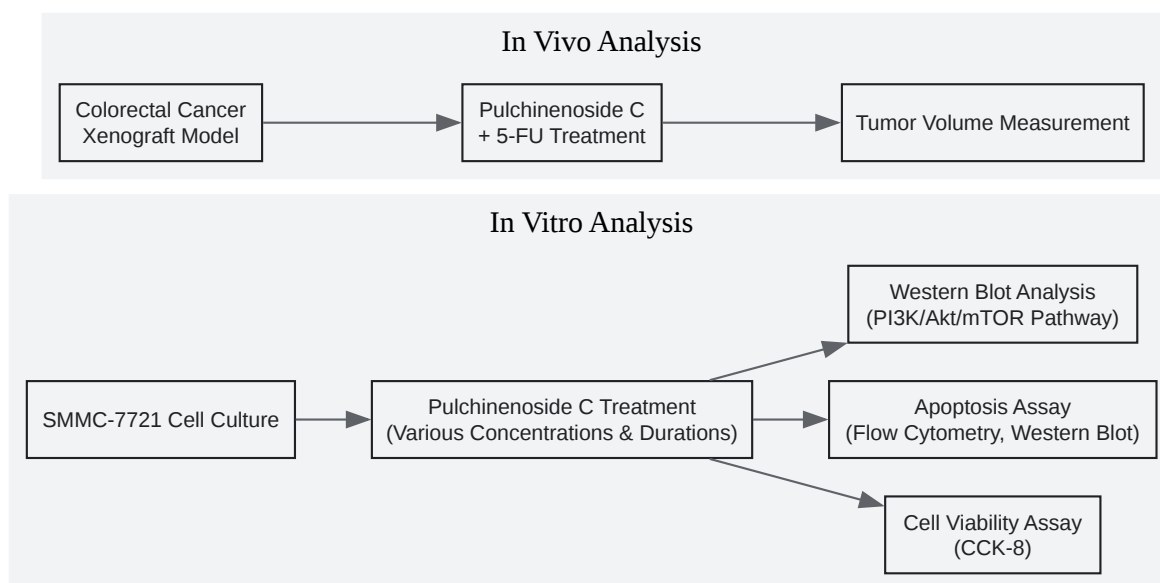 In Vivo Analysis
Colorectal Cancer
Xenograft Model
Pulchinenoside C
+ 5-FU Treatment
Tumor Volume Measurement
In Vitro Analysis
SMMC-7721 Cell Culture
Pulchinenoside C Treatment
(Various Concentrations & Durations)
Western Blot Analysis
(PI3K/Akt/mTOR Pathway)
Apoptosis Assay
(Flow Cytometry, Western Blot)
Cell Viability Assay
(CCK-8)